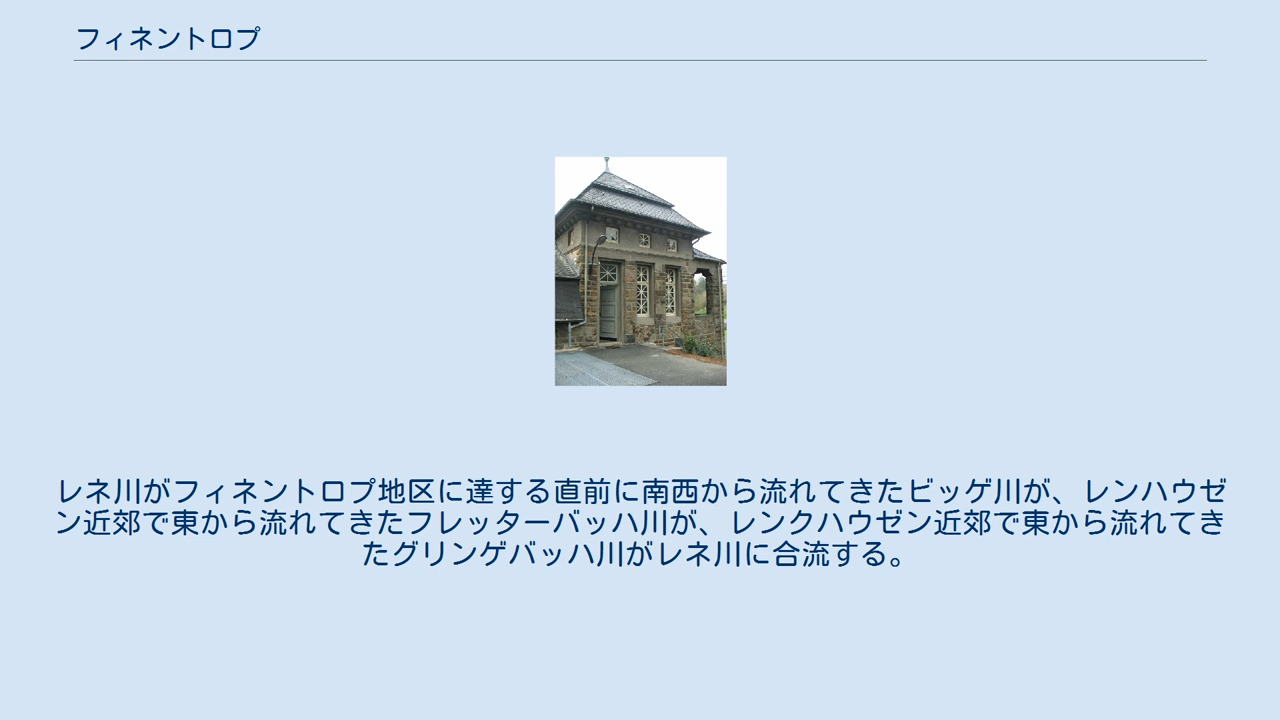 フィネントロプ
レネ川がフィネントロプ地区に達する直前に南西から流れてきたビッゲ川が、レンハウゼ
ン近郊で東から流れてきたフレッターバッハ川が、レンクハウゼン近郊で東から流れてき
たグリンゲバッハ川がレネ川に合流する。